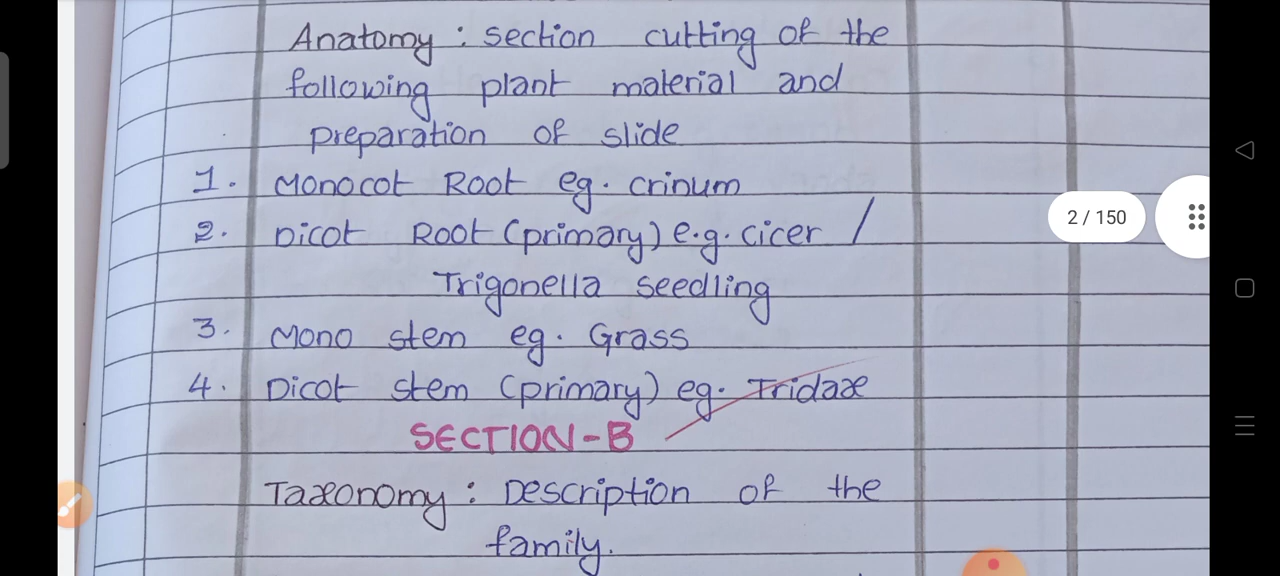 Anatomy : section cutting of the
following plant material and
preparation of slide
1. Monocot Root eg. crinum
2. Dicot Root (primary) e.g. cicer /
Trigonella seedling
3. Mono stem eg. Grass
4. Dicot stem (primary) eg. Tridax
SECTION-B
Taxonomy : Description of the
family.
2 / 150